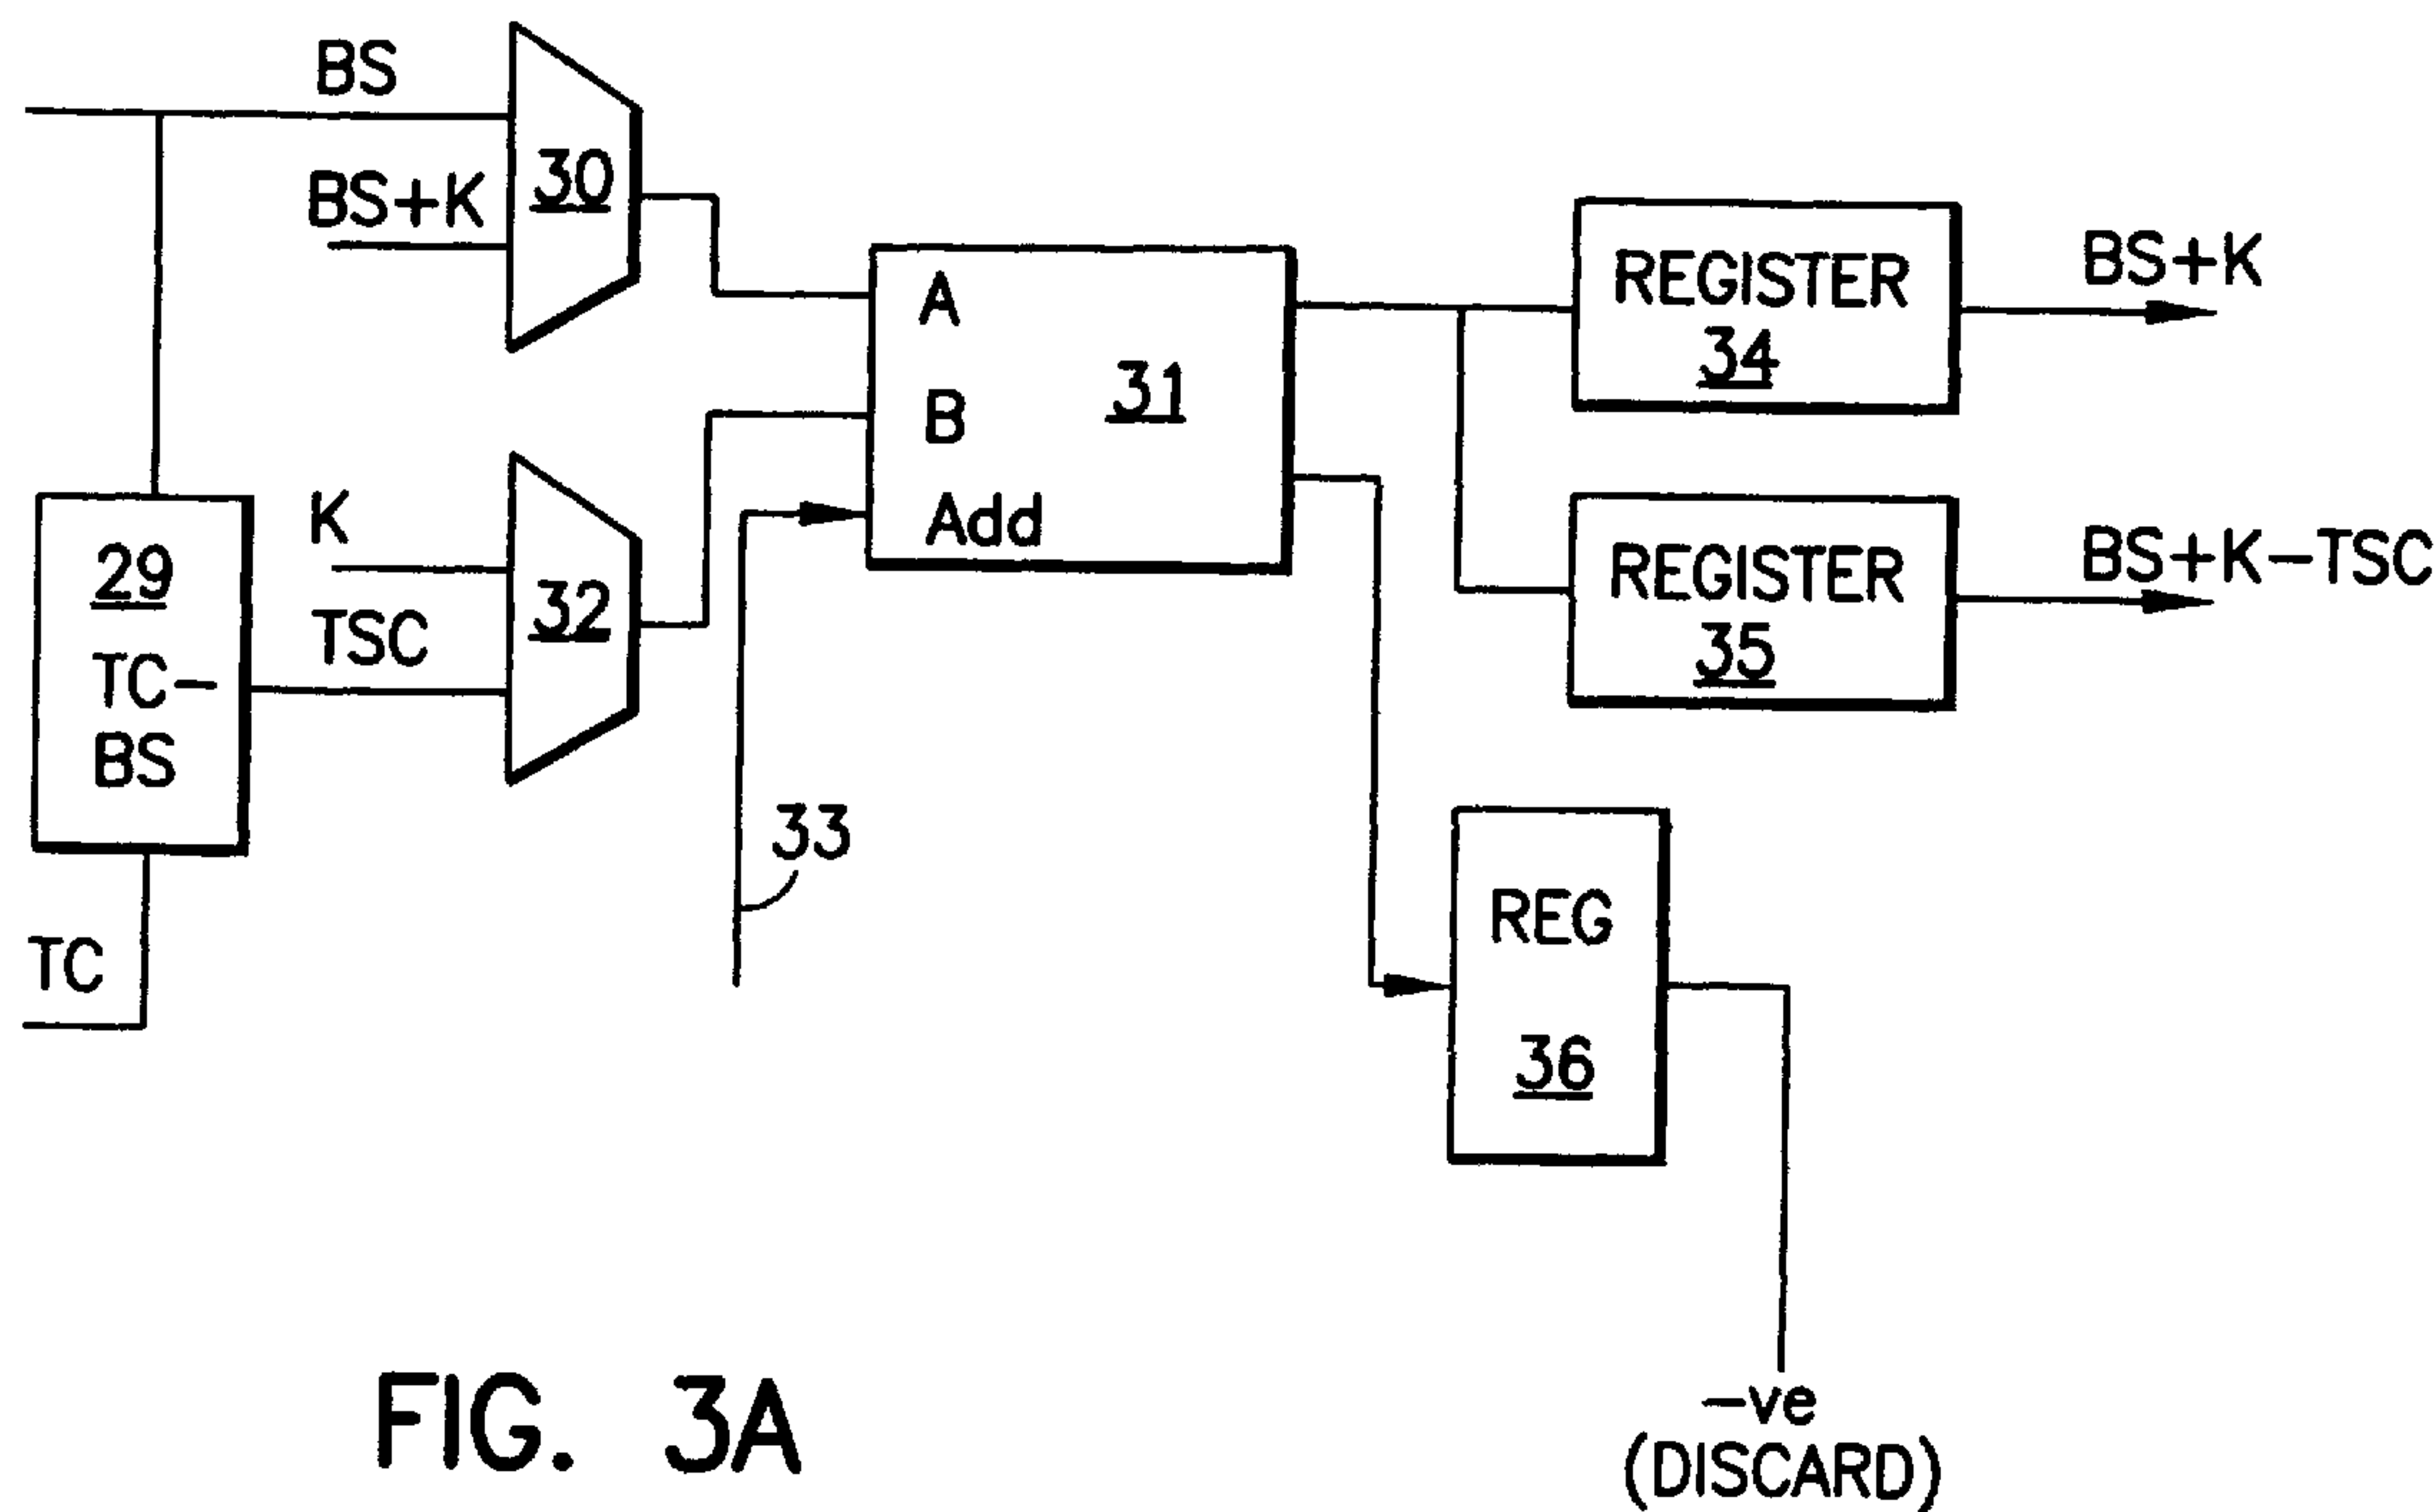 BS
BS+K
30
A
B
Add
31
REGISTER
34
BS+K
29
TC-
BS
K
TSC
32
REGISTER
35
BS+K-TSC
33
TC
REG
36
-ve
(DISCARD)
FIG. 3A